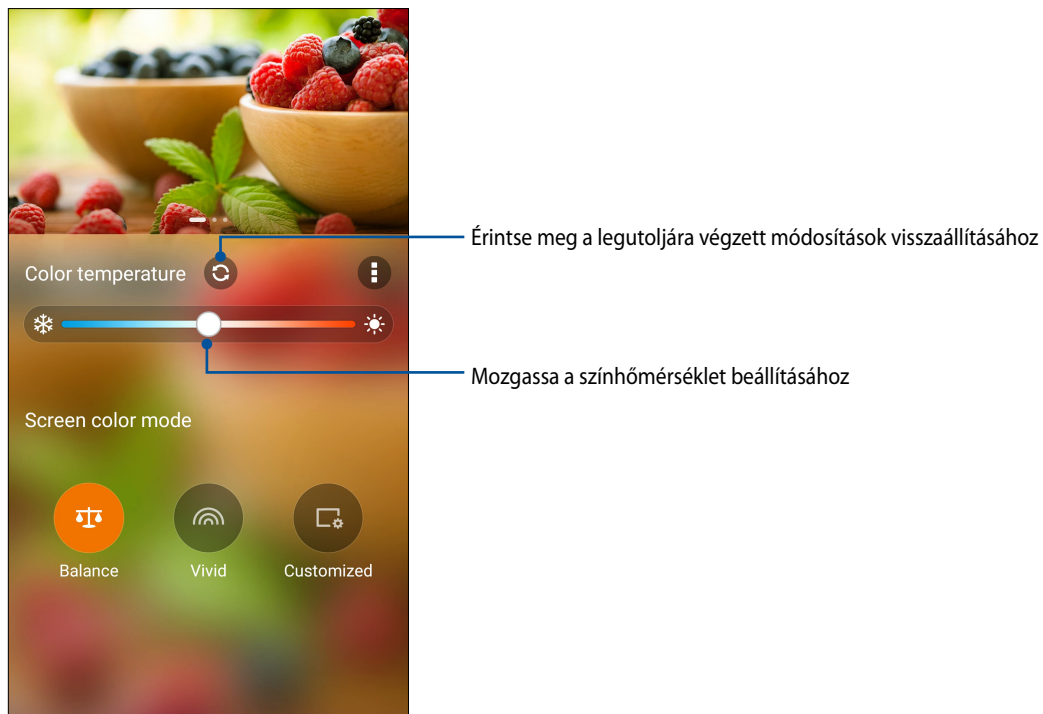 Érintse meg a legutoljára végzett módosítások visszaállításához
Color temperature
Mozgassa a színhőmérséklet beállításához
Screen color mode
Balance
Vivid
Customized